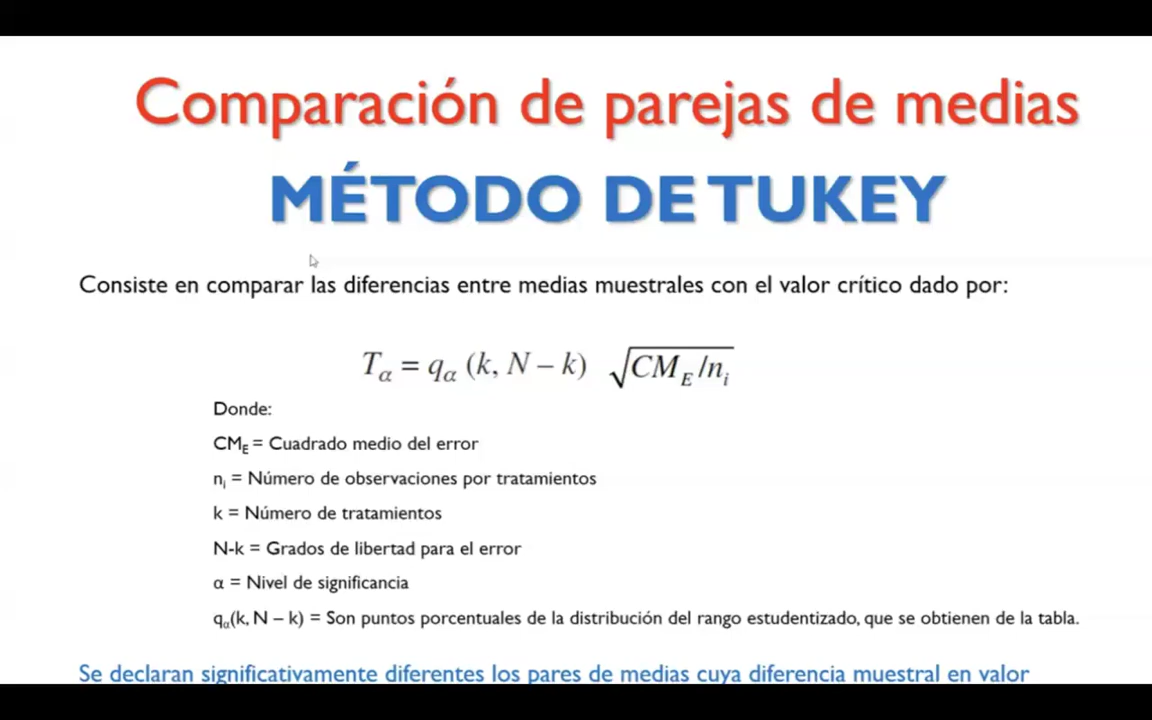 Comparación de parejas de medias
MÉTODO DE TUKEY
Consiste en comparar las diferencias entre medias muestrales con el valor crítico dado por:
Tα = qα (k, N – k) √CME /ni
Donde:
CME = Cuadrado medio del error
ni = Número de observaciones por tratamientos
k = Número de tratamientos
N-k = Grados de libertad para el error
α = Nivel de significancia
qα(k, N – k) = Son puntos porcentuales de la distribución del rango estudentizado, que se obtienen de la tabla.
Se declaran significativamente diferentes los pares de medias cuya diferencia muestral en valor